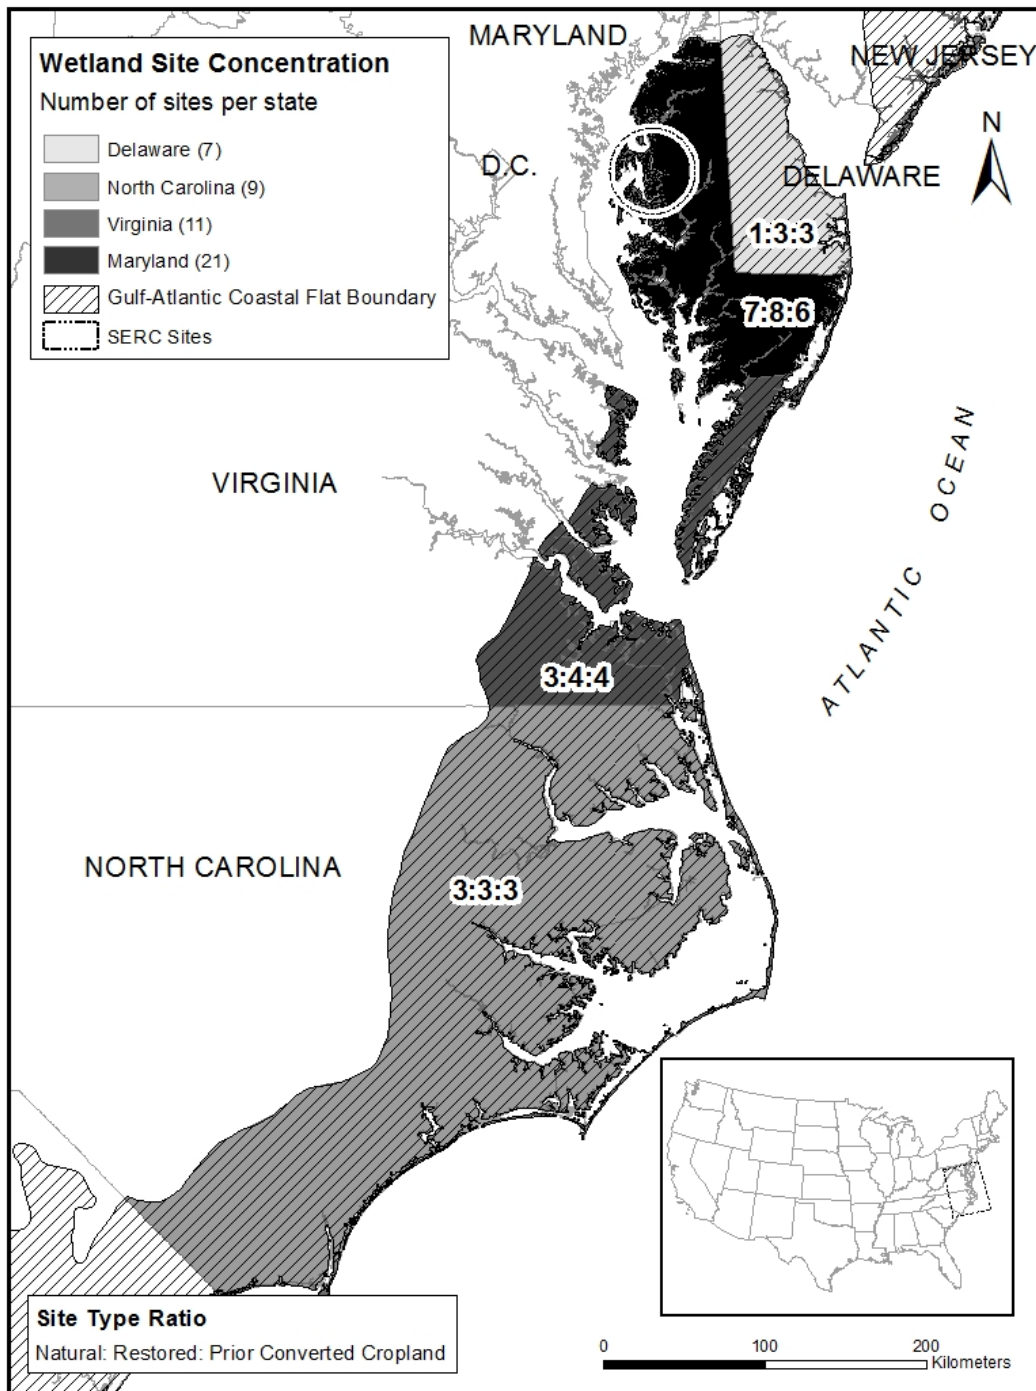 MARYLAND
NEW JERSEY
Wetland Site Concentration
Number of sites per state
Delaware (7)
North Carolina (9)
Virginia (11)
Maryland (21)
Gulf-Atlantic Coastal Flat Boundary
SERC Sites
N
D.C.
DELAWARE
1:3:3
7:8:6
VIRGINIA
ATLANTIC OCEAN
3:4:4
NORTH CAROLINA
3:3:3
Site Type Ratio
Natural: Restored: Prior Converted Cropland
0 100 200
Kilometers